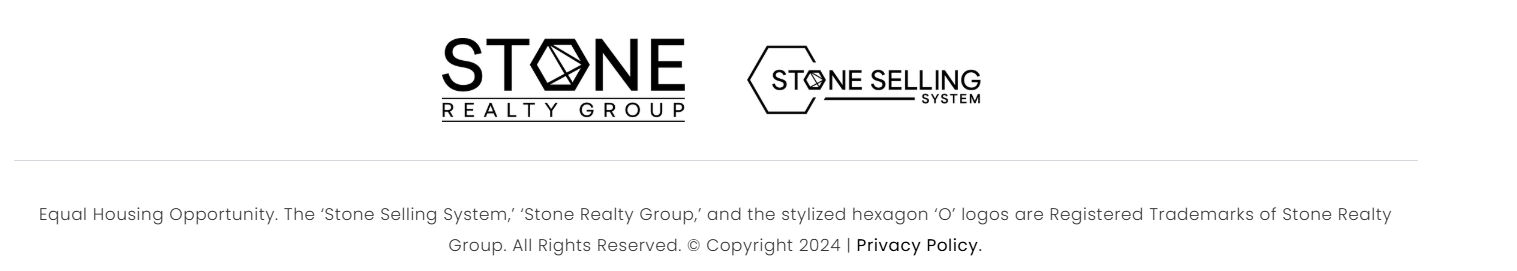 STONE
REALTY GROUP
STONE SELLING
SYSTEM
Equal Housing Opportunity. The ‘Stone Selling System,’ ‘Stone Realty Group,’ and the stylized hexagon ‘O’ logos are Registered Trademarks of Stone Realty
Group. All Rights Reserved. © Copyright 2024 | Privacy Policy.